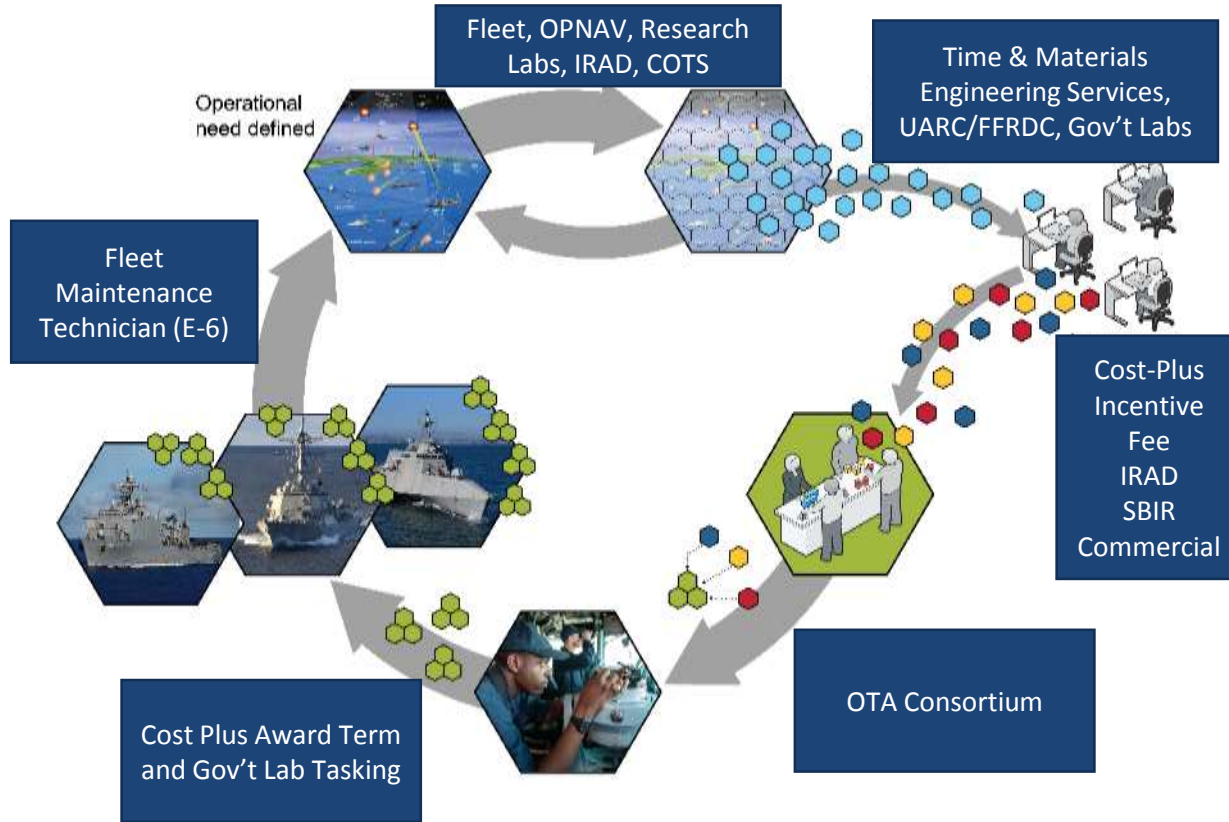 Fleet, OPNAV, Research
Labs, IRAD, COTS
Time & Materials
Engineering Services,
UARC/FFRDC, Gov’t Labs
Operational
need defined
Fleet
Maintenance
Technician (E-6)
Cost-Plus
Incentive
Fee
IRAD
SBIR
Commercial
OTA Consortium
Cost Plus Award Term
and Gov’t Lab Tasking